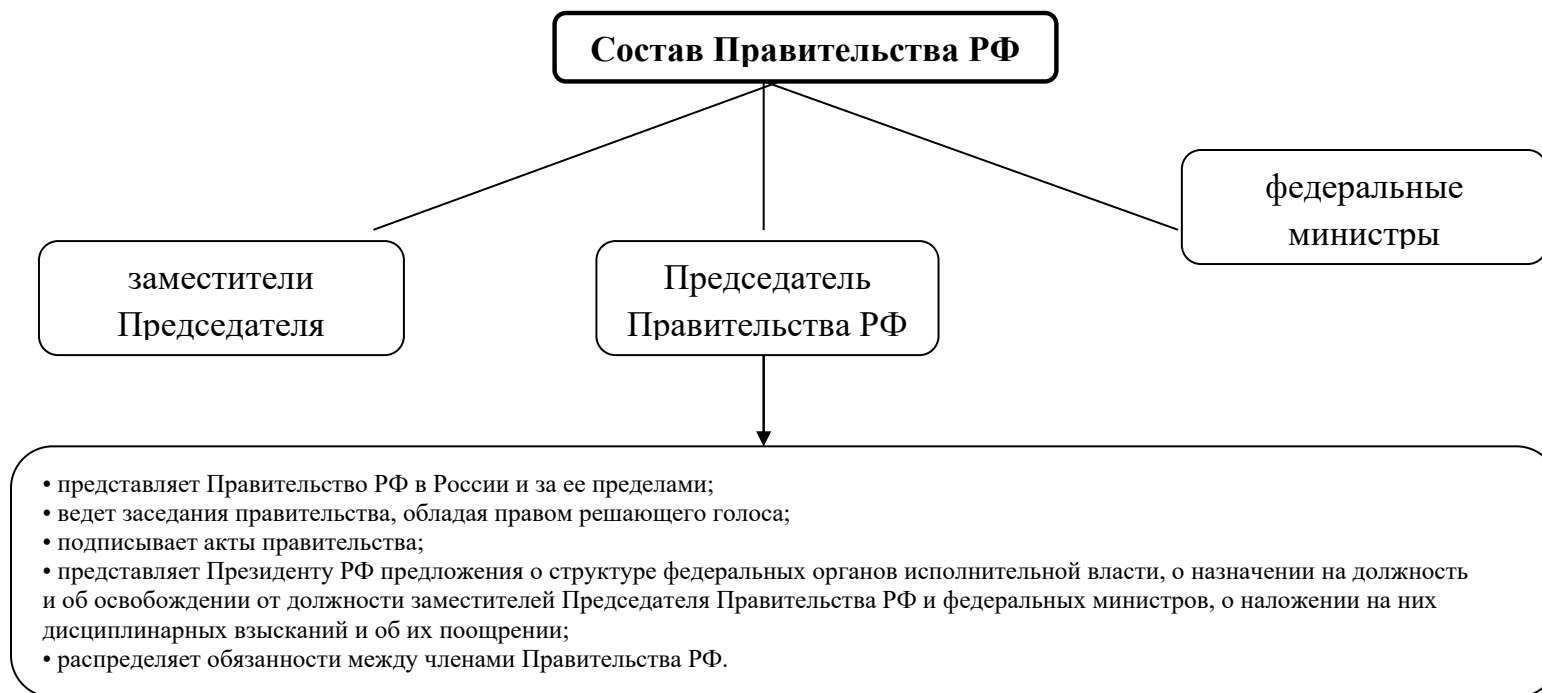 Состав Правительства РФ
федеральные
министры
заместители
Председателя
Председатель
Правительства РФ
• представляет Правительство РФ в России и за ее пределами;
• ведет заседания правительства, обладая правом решающего голоса;
• подписывает акты правительства;
• представляет Президенту РФ предложения о структуре федеральных органов исполнительной власти, о назначении на должность
и об освобождении от должности заместителей Председателя Правительства РФ и федеральных министров, о наложении на них
дисциплинарных взысканий и об их поощрении;
• распределяет обязанности между членами Правительства РФ.